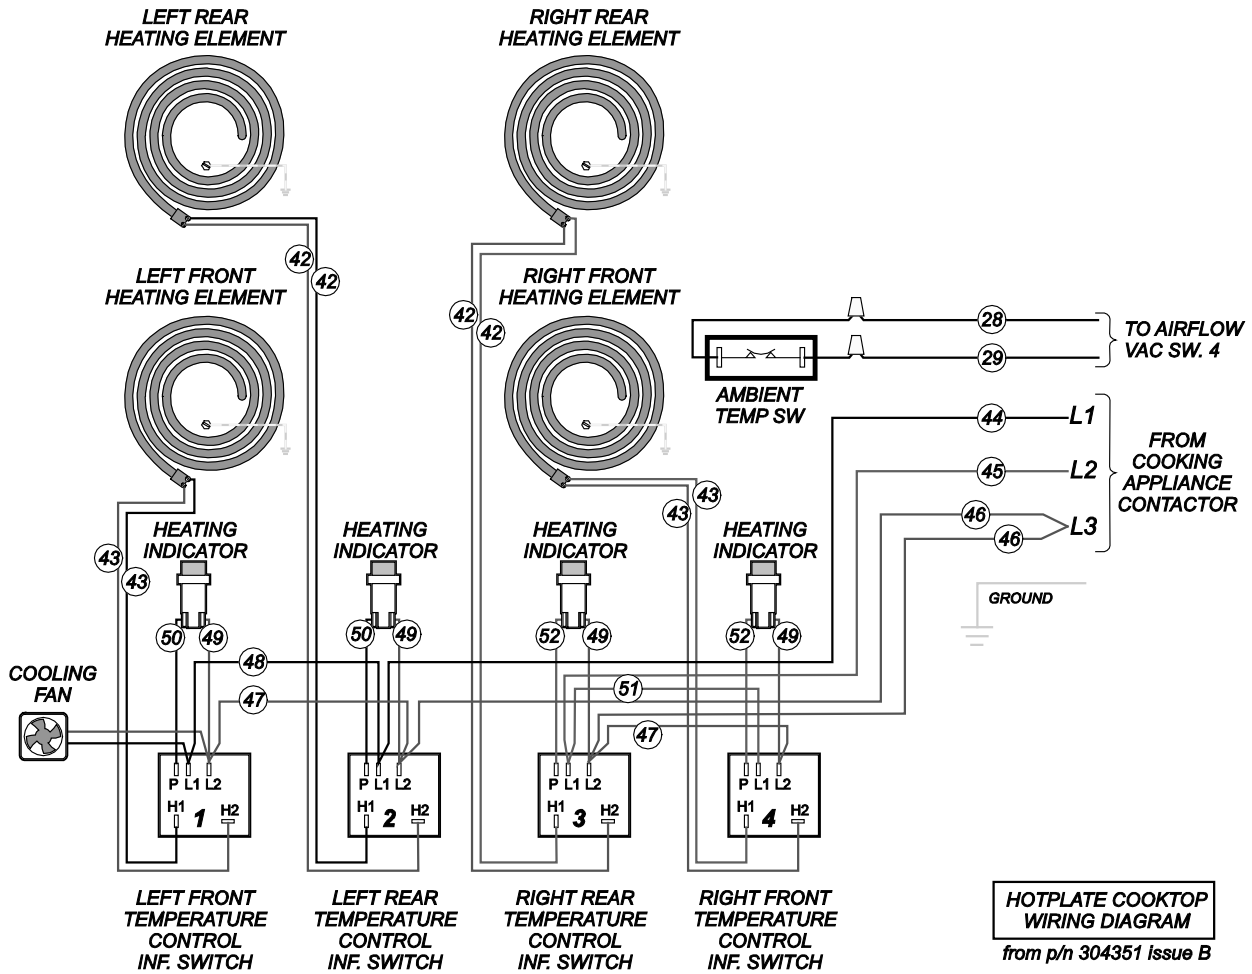 LEFT REAR
HEATING ELEMENT
RIGHT REAR
HEATING ELEMENT
42
42
LEFT FRONT
HEATING ELEMENT
RIGHT FRONT
HEATING ELEMENT
42
42
28
29
TO AIRFLOW
VAC SW. 4
AMBIENT
TEMP SW
44
L1
45
L2
46
46
L3
FROM
COOKING
APPLIANCE
CONTACTOR
43
43
43
43
HEATING
INDICATOR
HEATING
INDICATOR
HEATING
INDICATOR
HEATING
INDICATOR
GROUND
50
49
50
49
52
49
52
49
48
47
51
47
COOLING
FAN
P L1 L2
H1 1 H2
P L1 L2
H1 2 H2
P L1 L2
H1 3 H2
P L1 L2
H1 4 H2
LEFT FRONT
TEMPERATURE
CONTROL
INF. SWITCH
LEFT REAR
TEMPERATURE
CONTROL
INF. SWITCH
RIGHT REAR
TEMPERATURE
CONTROL
INF. SWITCH
RIGHT FRONT
TEMPERATURE
CONTROL
INF. SWITCH
HOTPLATE COOKTOP
WIRING DIAGRAM
from p/n 304351 issue B